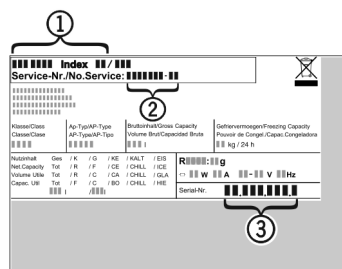 1
Index /
Service-Nr./No.Service: -
2
Klasse/Class
Classe/Clase
Ap-Typ/AP-Type
AP-Type/AP-Tipo
Bruttoinhalt/Gross Capacity
Volume Brut/Capacidad Bruta
l
Gefriervermoegen/Freezing Capacity
Pouvoir de Congel./Capac.Congeladora
kg / 24 h
Nutzinhalt Ges / K / G / KE / KALT / EIS
Net.Capacity Tot / R / F / CE / CHILL / ICE
Volume Utile Tot / R / C / CA / CHILL / GLA
Capac. Util Tot / F / C / BO / CHILL / HIE
l / l
R : g
W A - V Hz
Serial-Nr. . . .
3